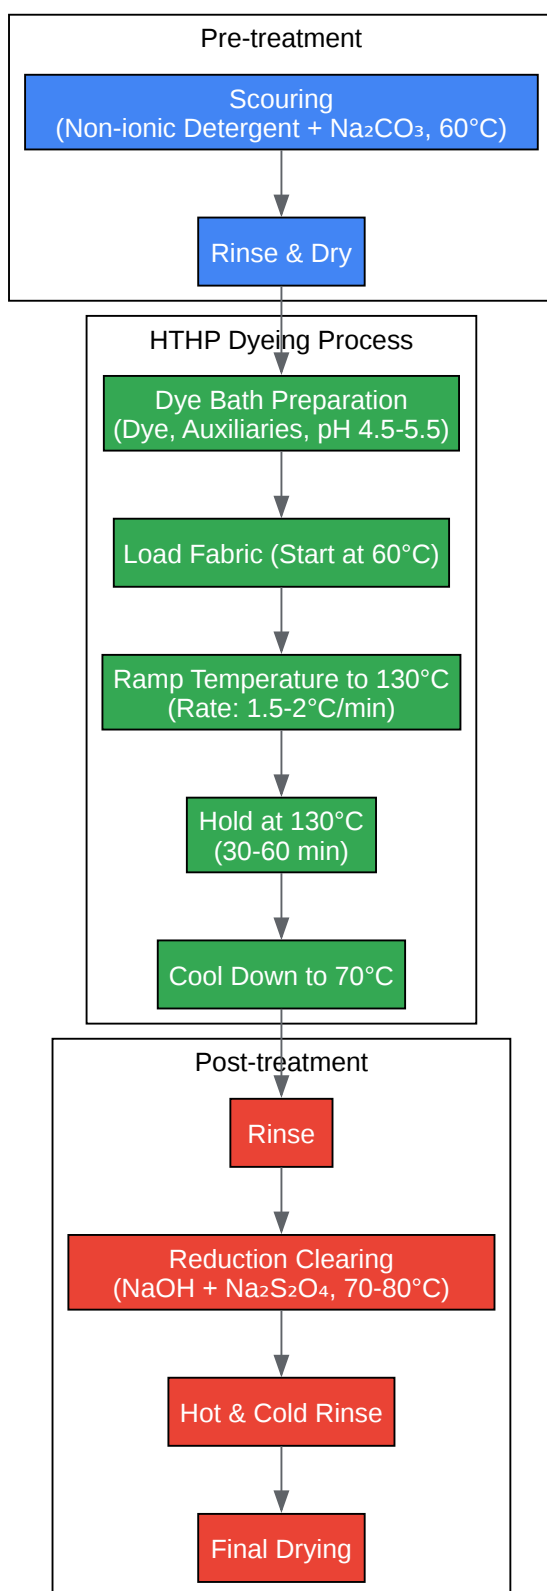 Pre-treatment
Scouring
(Non-ionic Detergent + Na₂CO₃, 60°C)
Rinse & Dry
HTHP Dyeing Process
Dye Bath Preparation
(Dye, Auxiliaries, pH 4.5-5.5)
Load Fabric (Start at 60°C)
Ramp Temperature to 130°C
(Rate: 1.5-2°C/min)
Hold at 130°C
(30-60 min)
Cool Down to 70°C
Post-treatment
Rinse
Reduction Clearing
(NaOH + Na₂S₂O₄, 70-80°C)
Hot & Cold Rinse
Final Drying